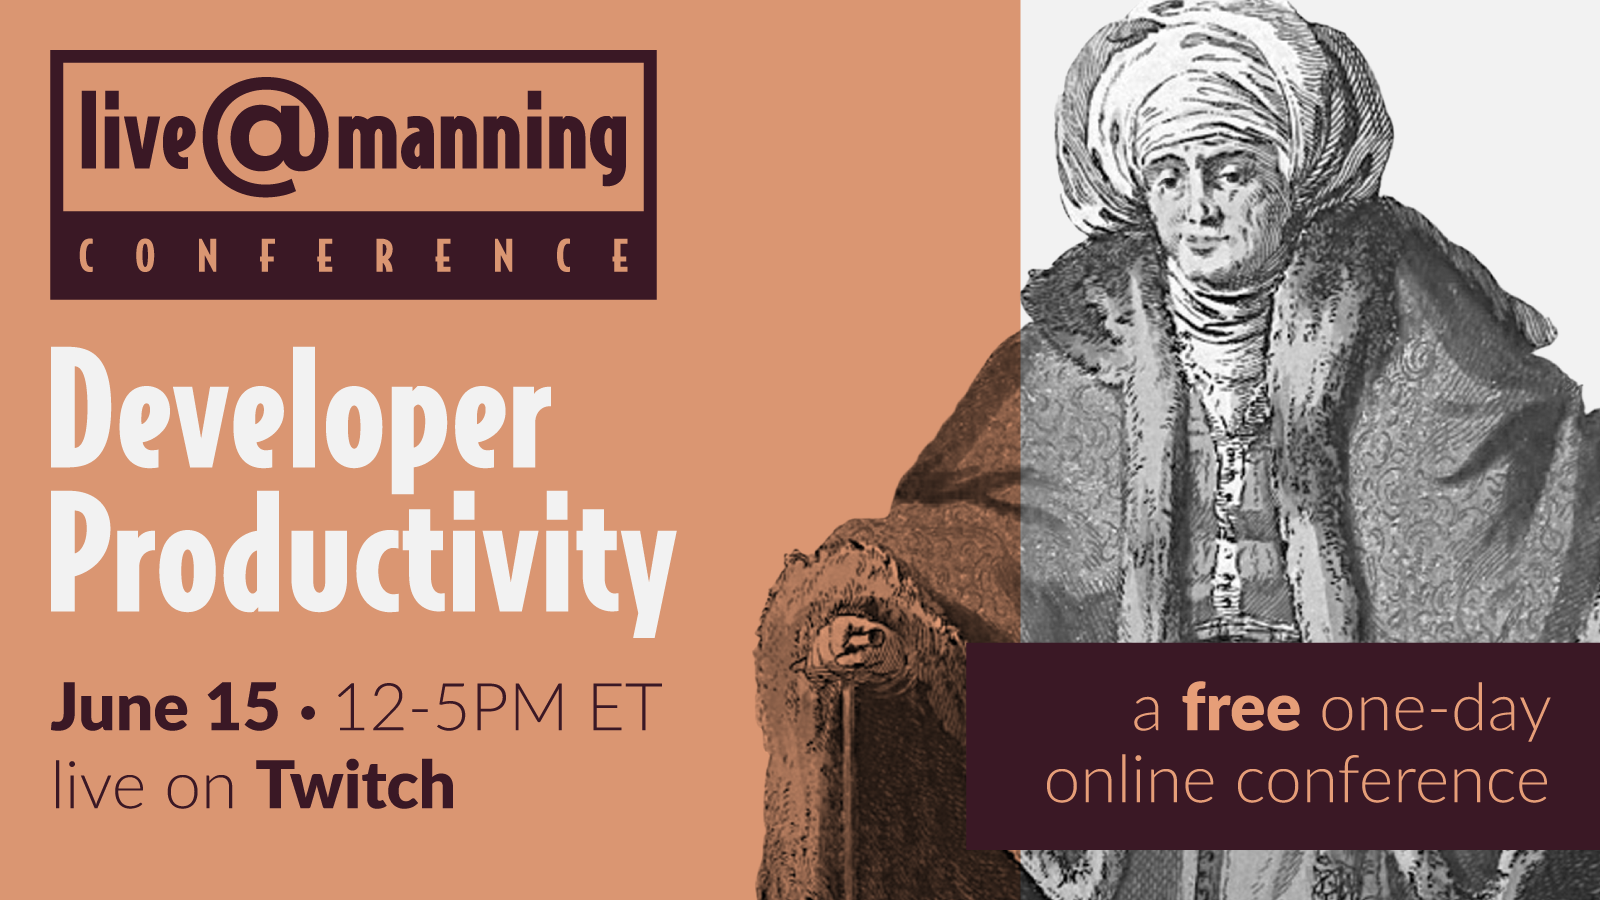 live@manning
CONFERENCE
Developer
Productivity
June 15 • 12-5PM ET
live on Twitch
a free one-day
online conference